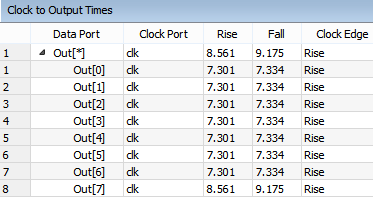 Clock to Output Times
Data Port Clock Port Rise Fall Clock Edge
1 Out[*] clk 8.561 9.175 Rise
1 Out[0] clk 7.301 7.334 Rise
2 Out[1] clk 7.301 7.334 Rise
3 Out[2] clk 7.301 7.334 Rise
4 Out[3] clk 7.301 7.334 Rise
5 Out[4] clk 7.301 7.334 Rise
6 Out[5] clk 7.301 7.334 Rise
7 Out[6] clk 7.301 7.334 Rise
8 Out[7] clk 8.561 9.175 Rise